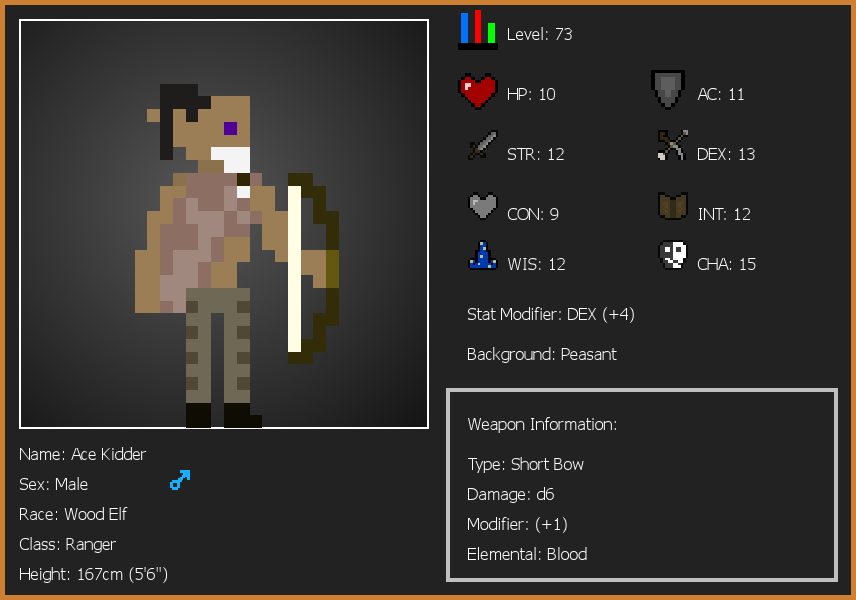 Level: 73
HP: 10
AC: 11
STR: 12
DEX: 13
CON: 9
INT: 12
WIS: 12
CHA: 15
Stat Modifier: DEX (+4)
Background: Peasant
Weapon Information:
Type: Short Bow
Damage: d6
Modifier: (+1)
Elemental: Blood
Name: Ace Kidder
Sex: Male
Race: Wood Elf
Class: Ranger
Height: 167cm (5'6")